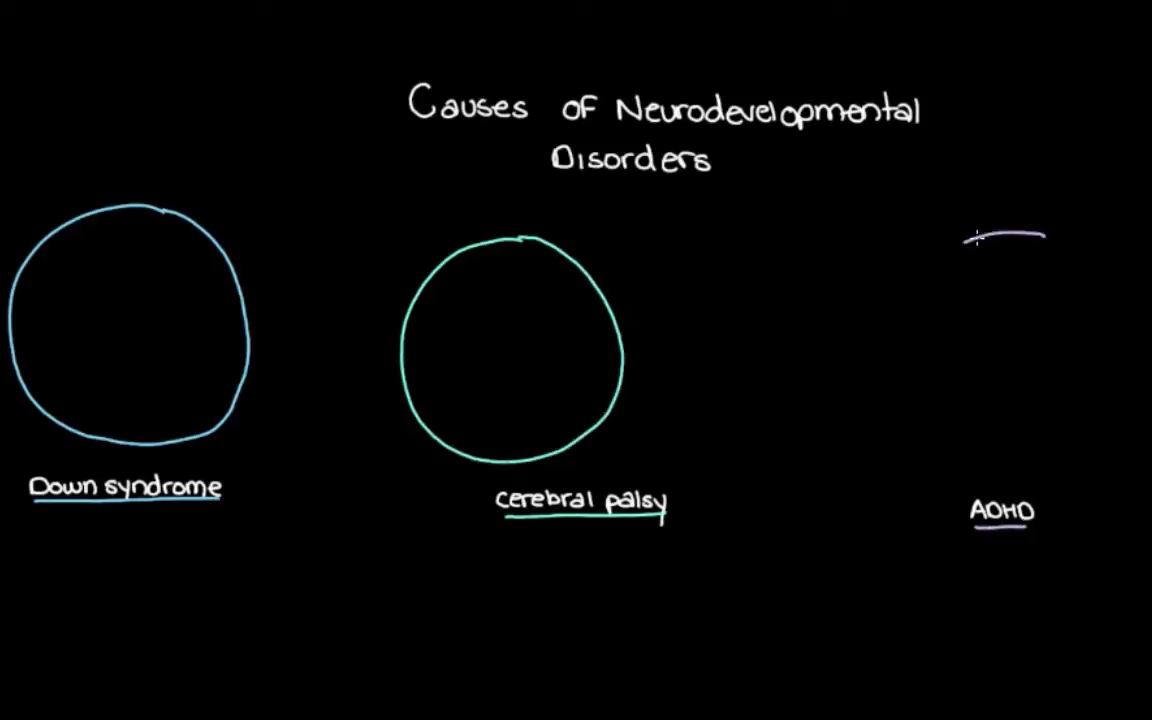 Causes of Neurodevelopmental
Disorders
Down syndrome
cerebral palsy
ADHD